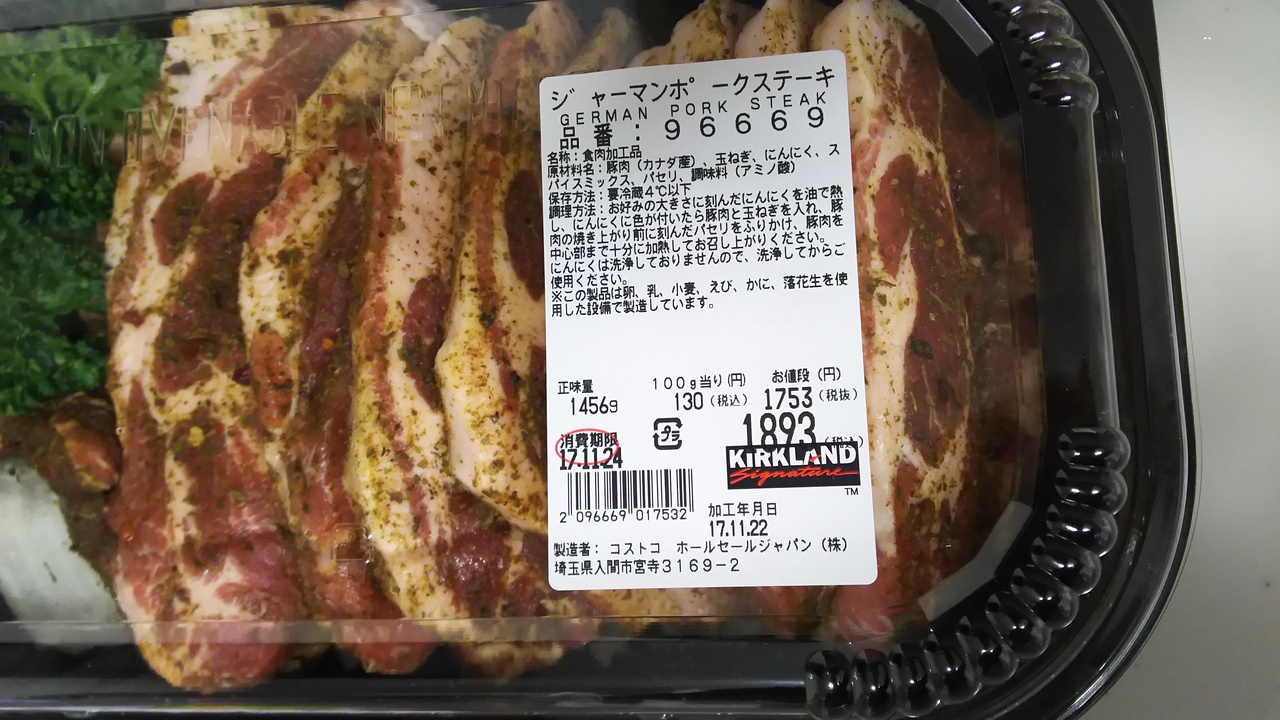 ジャーマンポークステーキ
GERMAN PORK STEAK
品番:96669
名称:食肉加工品
原材料名:豚肉(カナダ産)、玉ねぎ、にんにく、ス
パイスミックス、パセリ、調味料(アミノ酸)
保存方法:要冷蔵4℃以下
調理方法:お好みの大きさに刻んだにんにくを油で熱
し、にんにくに色が付いたら豚肉と玉ねぎを入れ、豚
肉の焼き上がり前に刻んだパセリをふりかけ、豚肉を
中心部まで十分に加熱してお召し上がりください。
にんにくは洗浄しておりませんので、洗浄してからご
使用ください。
※この製品は卵、乳、小麦、えび、かに、落花生を使
用した設備で製造しています。
正味量 100g当り(円) お値段(円)
1456g 130(税込) 1753(税抜)
消費期限 プラ 1893(税込)
17.11.24 KIRKLAND
Signature TM
2 096669 017532
加工年月日
17.11.22
製造者: コストコ ホールセールジャパン(株)
埼玉県入間市宮寺3169-2